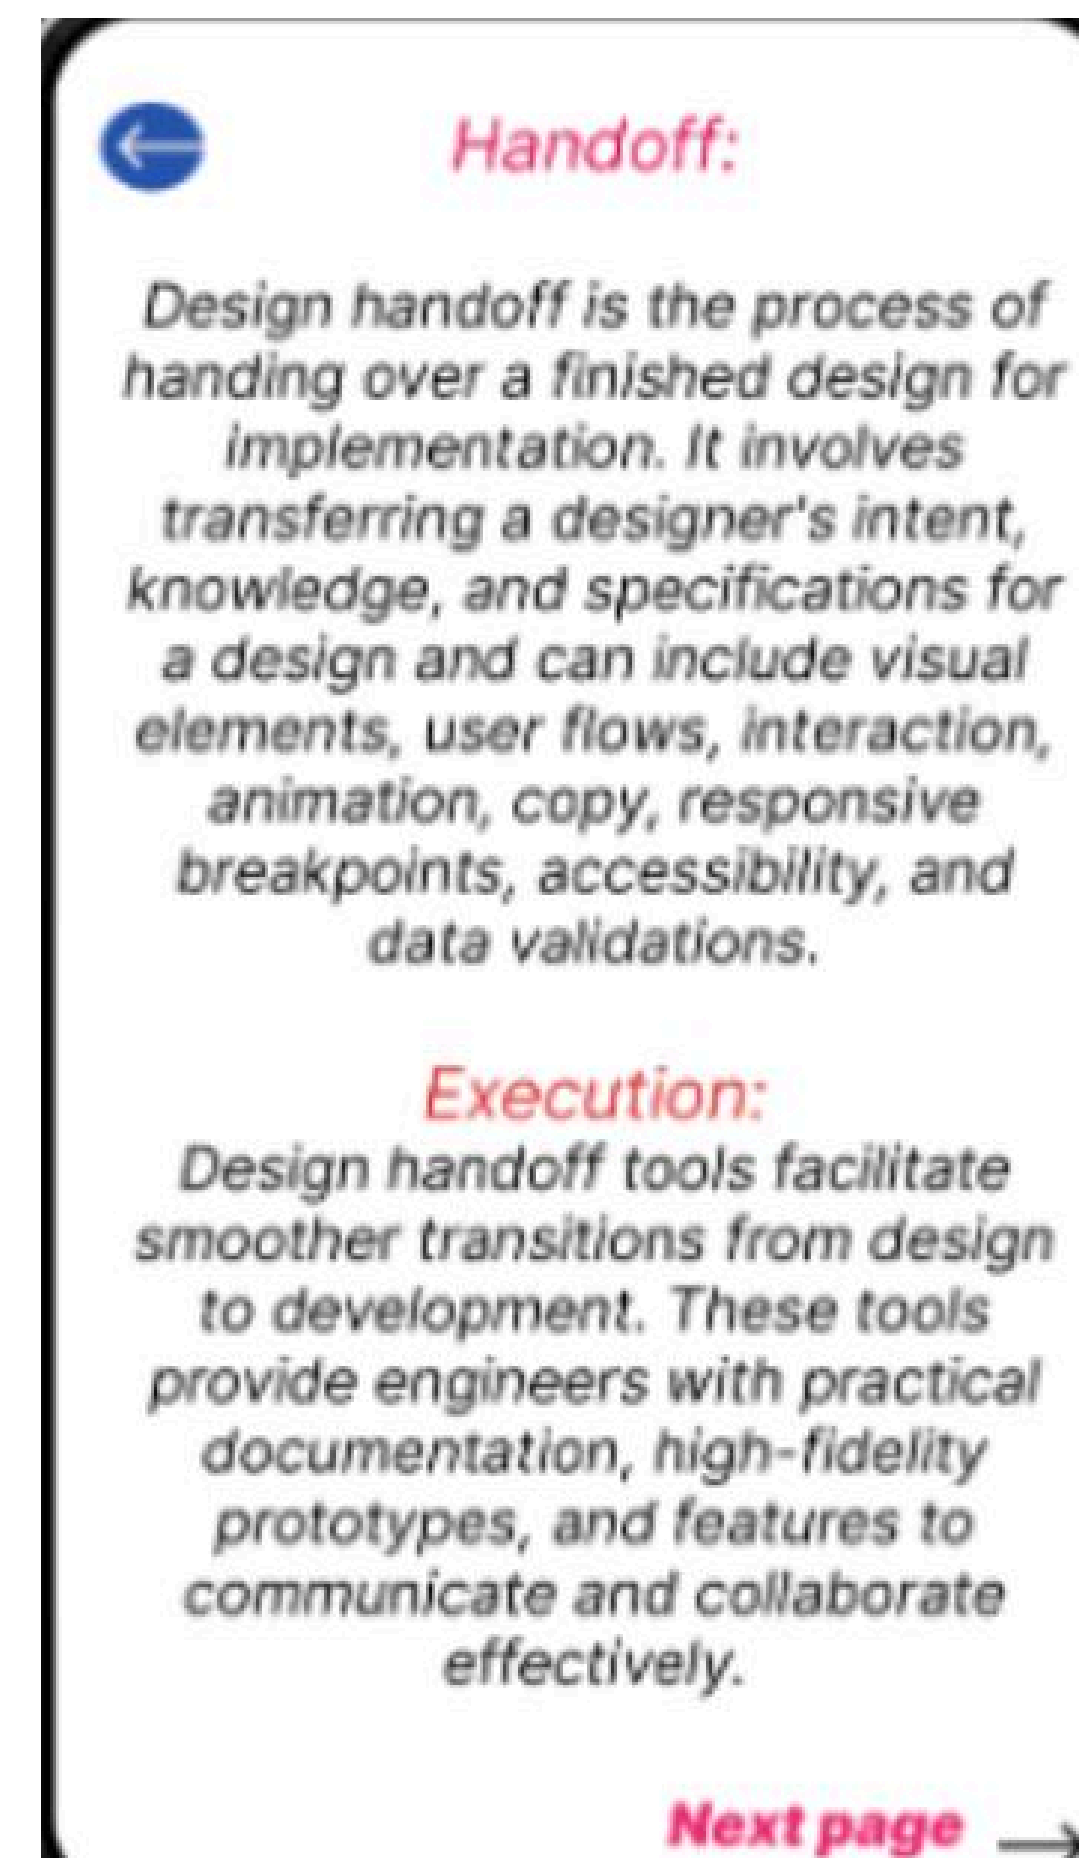 Handoff:
Design handoff is the process of
handing over a finished design for
implementation. It involves
transferring a designer's intent,
knowledge, and specifications for
a design and can include visual
elements, user flows, interaction,
animation, copy, responsive
breakpoints, accessibility, and
data validations.
Execution:
Design handoff tools facilitate
smoother transitions from design
to development. These tools
provide engineers with practical
documentation, high-fidelity
prototypes, and features to
communicate and collaborate
effectively.
Next page